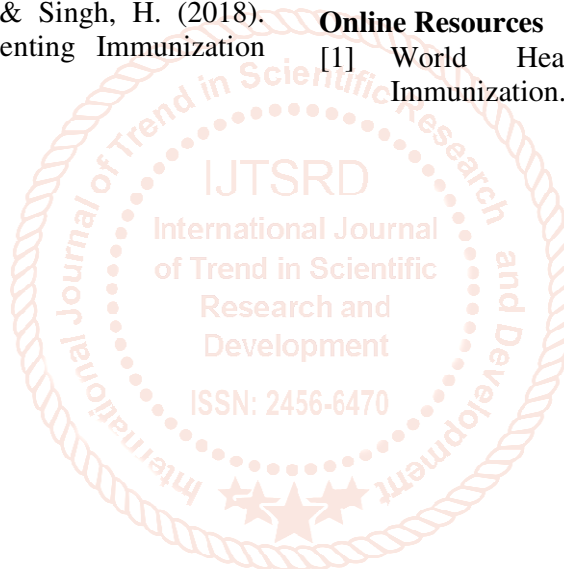 & Singh, H. (2018).
enting Immunization
Online Resources
[1] World Hea
Immunization.
International Journal of Trend in Scientific Research and Development
IJTSRD
International Journal
of Trend in Scientific
Research and
Development
ISSN: 2456-6470